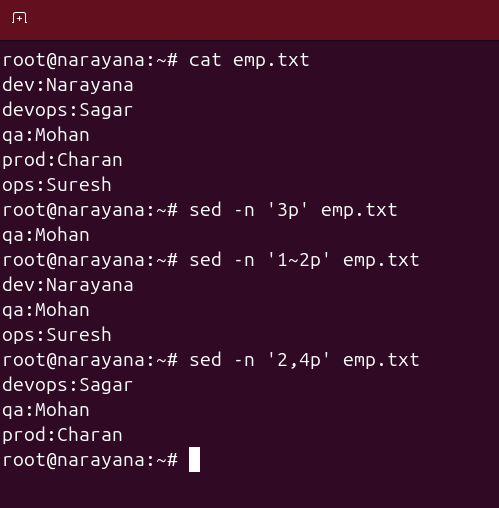 root@narayana:~# cat emp.txt
dev:Narayana
devops:Sagar
qa:Mohan
prod:Charan
ops:Suresh
root@narayana:~# sed -n '3p' emp.txt
qa:Mohan
root@narayana:~# sed -n '1~2p' emp.txt
dev:Narayana
qa:Mohan
ops:Suresh
root@narayana:~# sed -n '2,4p' emp.txt
devops:Sagar
qa:Mohan
prod:Charan
root@narayana:~#